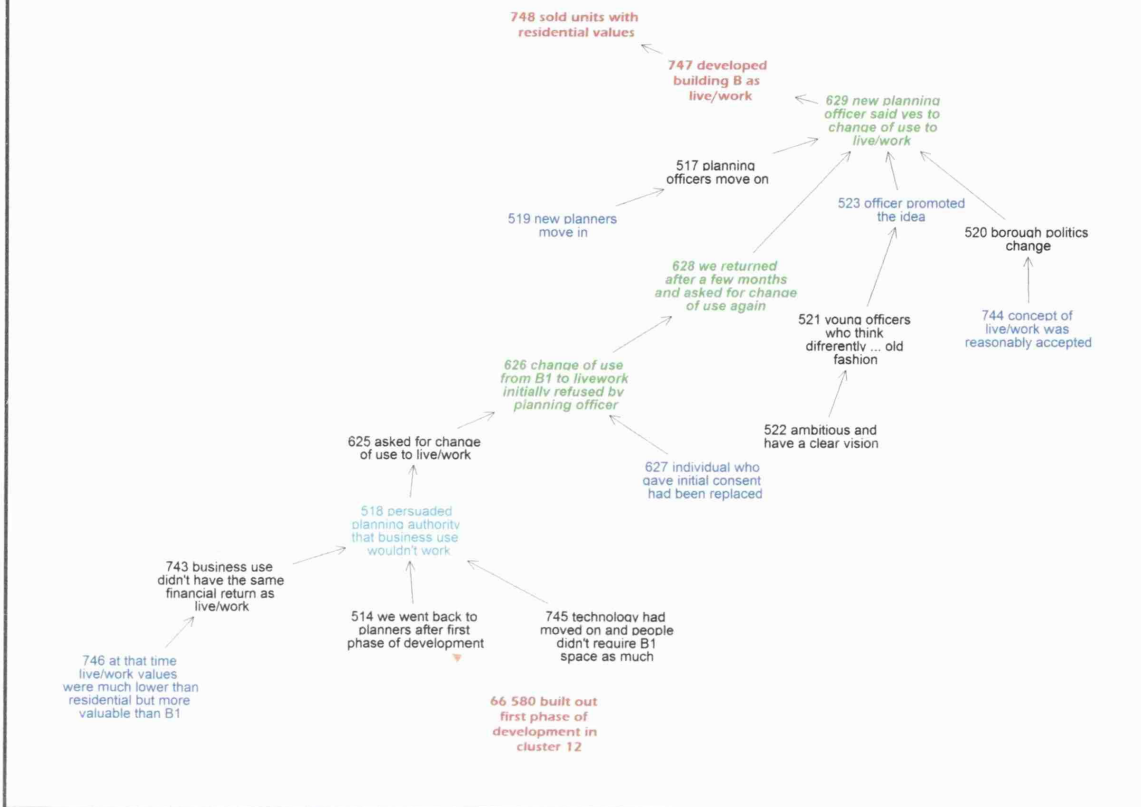 748 sold units with
residential values
747 developed
building B as
live/work
629 new planning
officer said yes to
change of use to
live/work
517 planning
officers move on
519 new planners
move in
523 officer promoted
the idea
520 borough politics
change
628 we returned
after a few months
and asked for change
of use again
521 young officers
who think
difrerently ... old
fashion
744 concept of
live/work was
reasonably accepted
626 change of use
from B1 to livework
initially refused by
planning officer
522 ambitious and
have a clear vision
625 asked for change
of use to live/work
627 individual who
gave initial consent
had been replaced
518 persuaded
planning authority
that business use
wouldn't work
743 business use
didn't have the same
financial return as
live/work
514 we went back to
planners after first
phase of development
745 technology had
moved on and people
didn't require B1
space as much
746 at that time
live/work values
were much lower than
residential but more
valuable than B1
66 580 built out
first phase of
development in
cluster 12